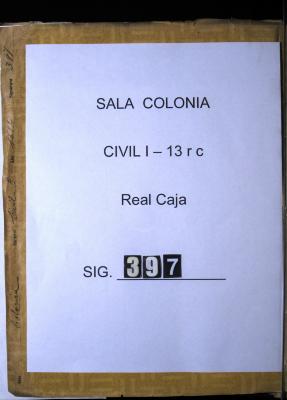 SALA COLONIA
CIVIL I – 13 r c
Real Caja
SIG. 397